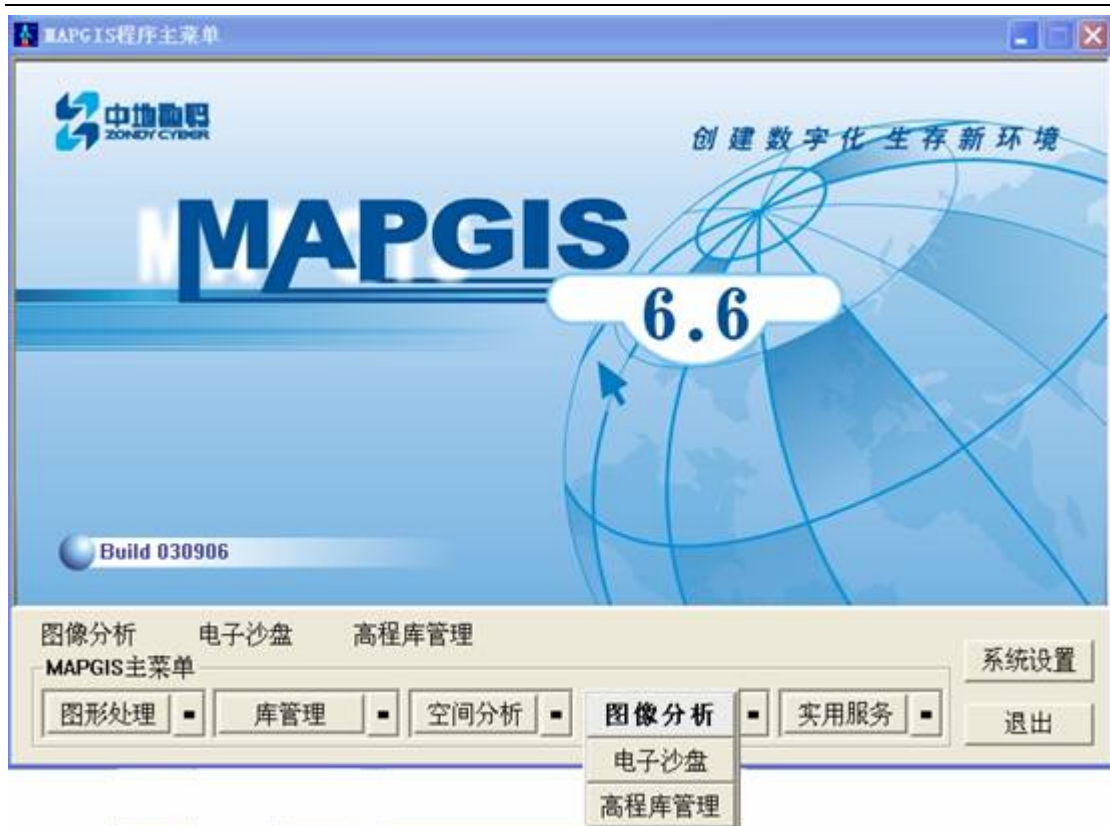 MAPGIS程序主菜单
中地数码
ZONDY CYBER
创建数字化生存新环境
MAPGIS
6.6
Build 030906
图像分析 电子沙盘 高程库管理
MAPGIS主菜单
系统设置
图形处理 库管理 空间分析 图像分析 实用服务
退出
电子沙盘
高程库管理